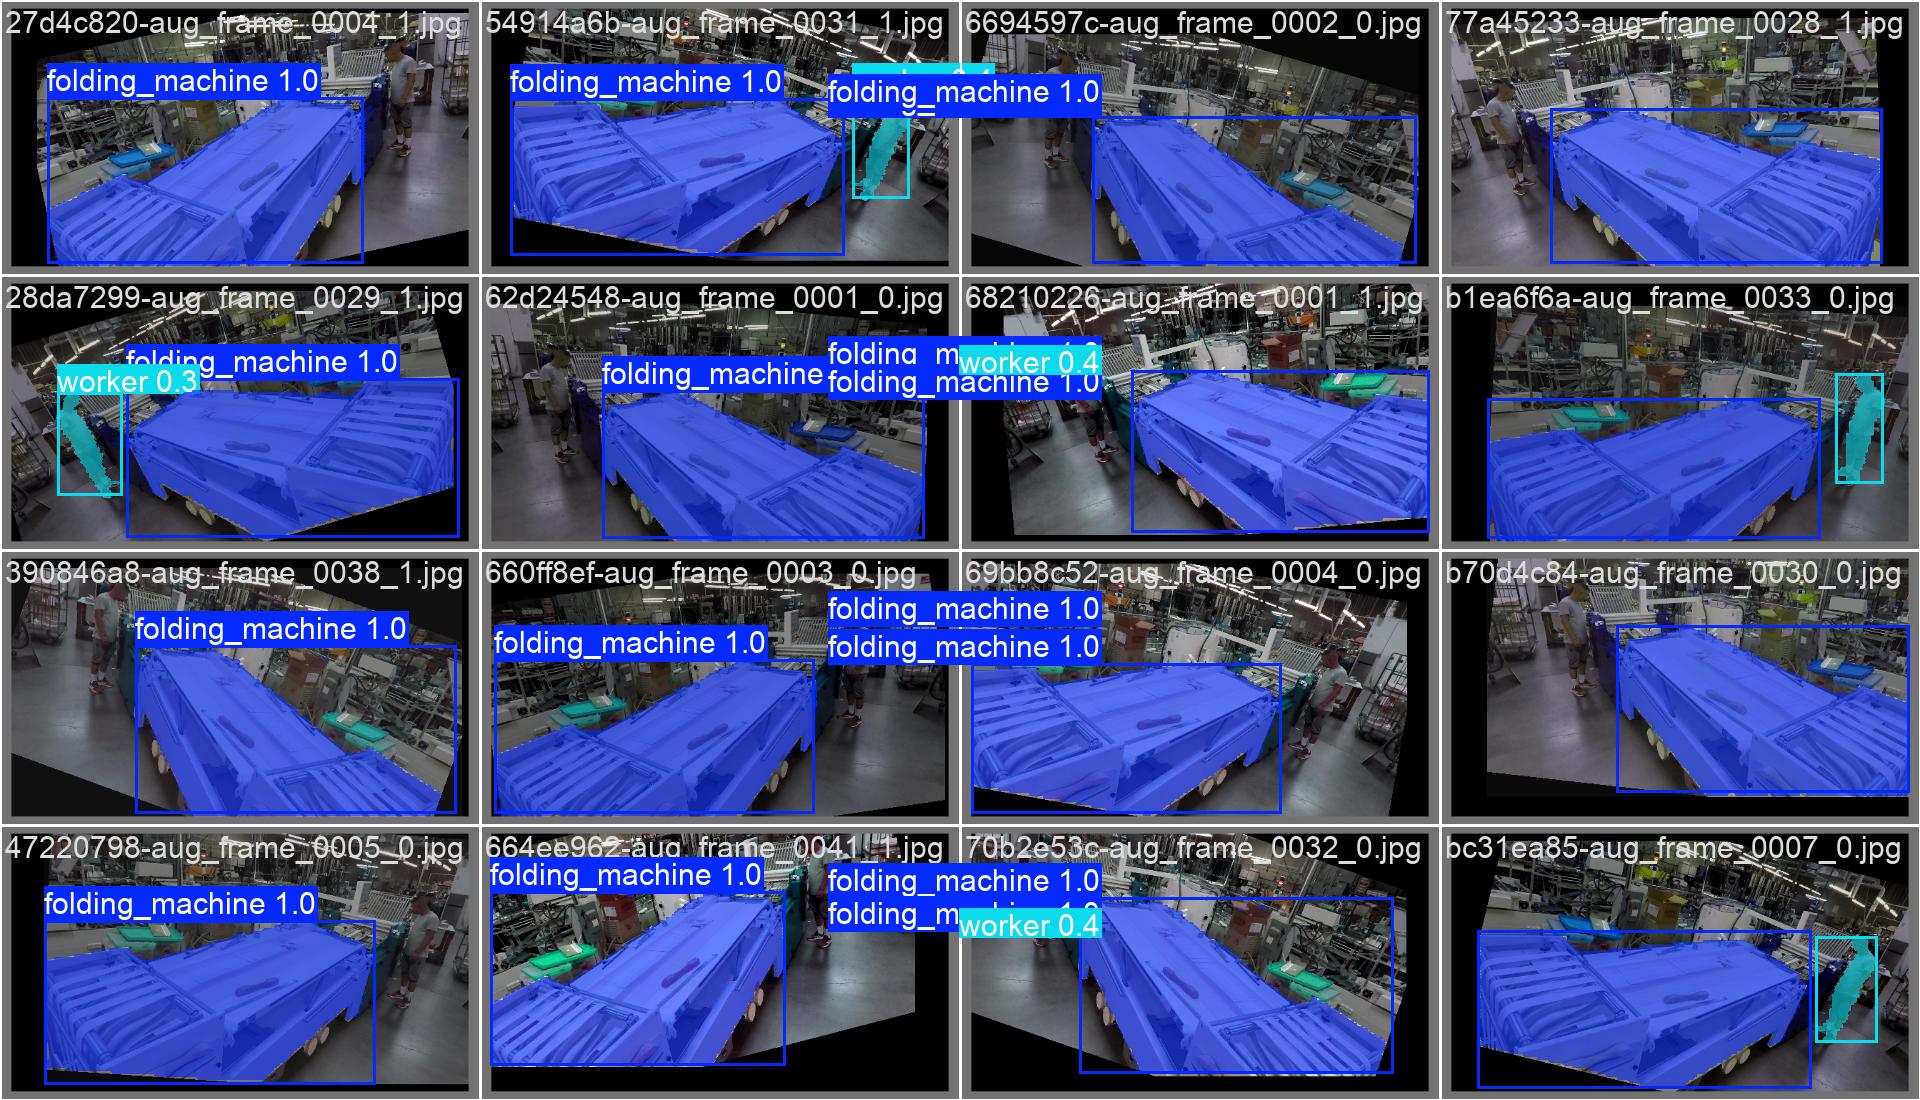 27d4c820-aug_frame_0004_1.jpg
folding_machine 1.0
54914a6b-aug_frame_0031_1.jpg
folding_machine 1.0
6694597c-aug_frame_0002_0.jpg
folding_machine 1.0
77a45233-aug_frame_0028_1.jpg
28da7299-aug_frame_0029_1.jpg
folding_machine 1.0
worker 0.3
62d24548-aug_frame_0001_0.jpg
folding_machine
68210226-aug_frame_0001_1.jpg
worker 0.4
folding_machine 1.0
b1ea6f6a-aug_frame_0033_0.jpg
390846a8-aug_frame_0038_1.jpg
folding_machine 1.0
660ff8ef-aug_frame_0003_0.jpg
folding_machine 1.0
69bb8c52-aug_frame_0004_0.jpg
folding_machine 1.0
folding_machine 1.0
b70d4c84-aug_frame_0030_0.jpg
47220798-aug_frame_0005_0.jpg
folding_machine 1.0
664ee962-aug_frame_0041_1.jpg
folding_machine 1.0
70b2e53c-aug_frame_0032_0.jpg
folding_machine 1.0
worker 0.4
bc31ea85-aug_frame_0007_0.jpg